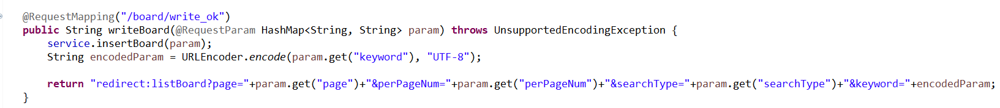 @RequestMapping("/board/write_ok")
public String writeBoard(@RequestParam HashMap<String, String> param) throws UnsupportedEncodingException {
    service.insertBoard(param);
    String encodedParam = URLEncoder.encode(param.get("keyword"), "UTF-8");
    return "redirect:listBoard?page="+param.get("page")+"&perPageNum="+param.get("perPageNum")+"&searchType="+param.get("searchType")+"&keyword="+encodedParam;
}